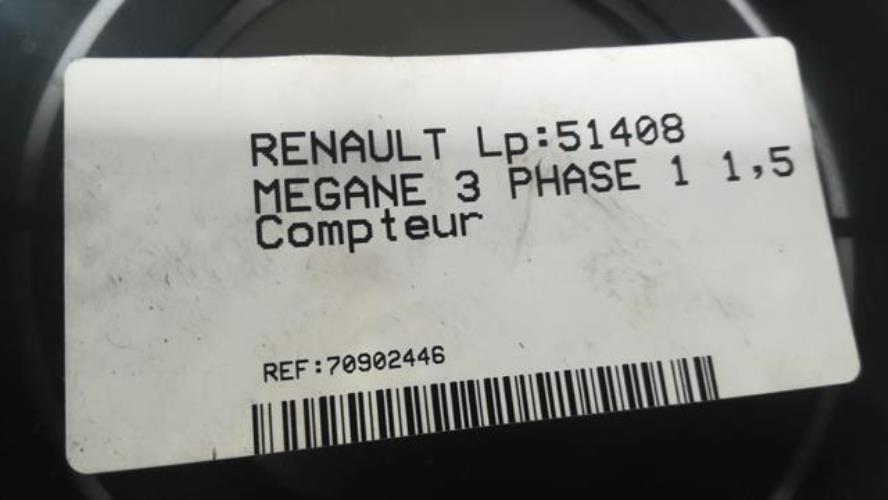 RENAULT Lp:51408
MEGANE 3 PHASE 1 1,5
Compteur
REF:70902446